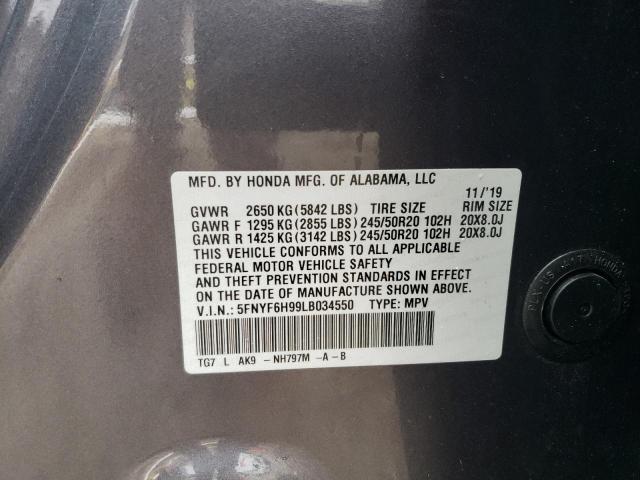 MFD. BY HONDA MFG. OF ALABAMA, LLC 11/'19
GVWR 2650 KG (5842 LBS) TIRE SIZE RIM SIZE
GAWR F 1295 KG (2855 LBS) 245/50R20 102H 20X8.0J
GAWR R 1425 KG (3142 LBS) 245/50R20 102H 20X8.0J
THIS VEHICLE CONFORMS TO ALL APPLICABLE
FEDERAL MOTOR VEHICLE SAFETY
AND THEFT PREVENTION STANDARDS IN EFFECT
ON THE DATE OF MANUFACTURE SHOWN ABOVE.
V.I.N.: 5FNYF6H99LB034550 TYPE: MPV
TG7 L AK9 -NH797M -A-B
HONDA